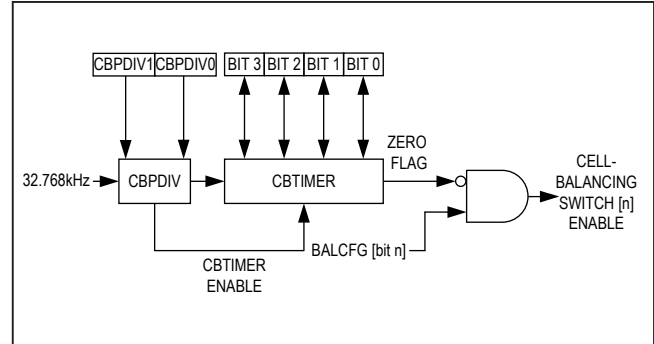 CBPDIV1 CBPDIV0 BIT 3 BIT 2 BIT 1 BIT 0
ZERO
FLAG
32.768kHz
CBPDIV
CBTIMER
CELL-
BALANCING
SWITCH [n]
ENABLE
BALCFG [bit n]
CBTIMER
ENABLE